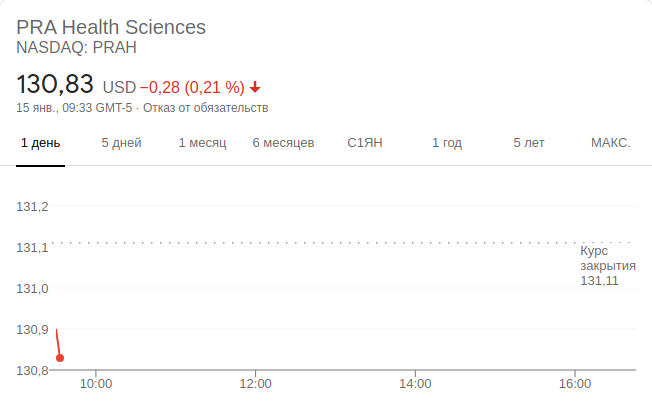 PRA Health Sciences
NASDAQ: PRAH
130,83 USD −0,28 (0,21 %)
15 янв., 09:33 GMT-5 · Отказ от обязательств
1 день 5 дней 1 месяц 6 месяцев С1ЯН 1 год 5 лет МАКС.
131,2
131,1
Курс
закрытия
131,11
131,0
130,9
130,8
10:00 12:00 14:00 16:00